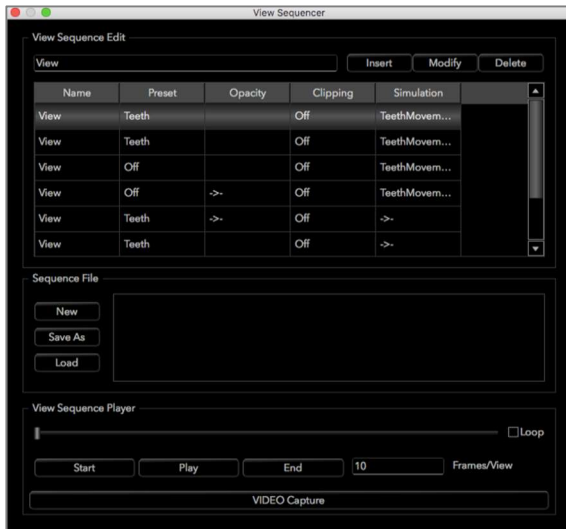 View Sequencer
View Sequence Edit
View Insert Modify Delete
Name Preset Opacity Clipping Simulation
View Teeth Off TeethMovem...
View Teeth Off TeethMovem...
View Off Off TeethMovem...
View Off ->- Off TeethMovem...
View Teeth ->- Off ->-
View Teeth Off ->-
Sequence File
New
Save As
Load
View Sequence Player
Loop
Start Play End 10 Frames/View
VIDEO Capture